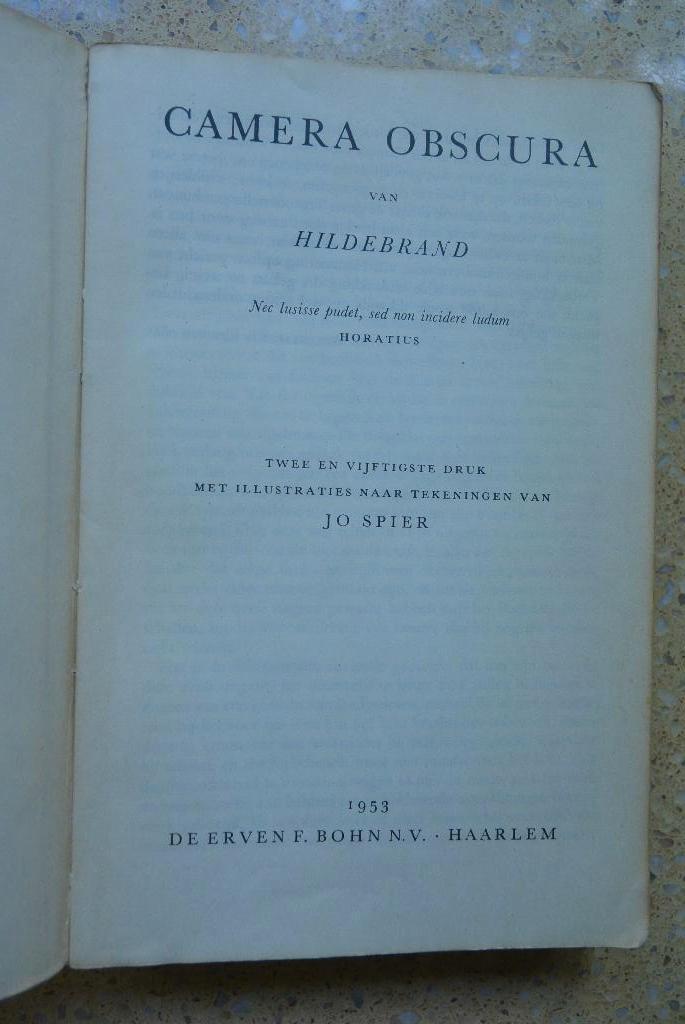 CAMERA OBSCURA
VAN
HILDEBRAND
Nec lusisse pudet, sed non incidere ludum
HORATIUS
TWEE EN VIJFTIGSTE DRUK
MET ILLUSTRATIES NAAR TEKENINGEN VAN
JO SPIER
1953
DE ERVEN F. BOHN N.V. · HAARLEM